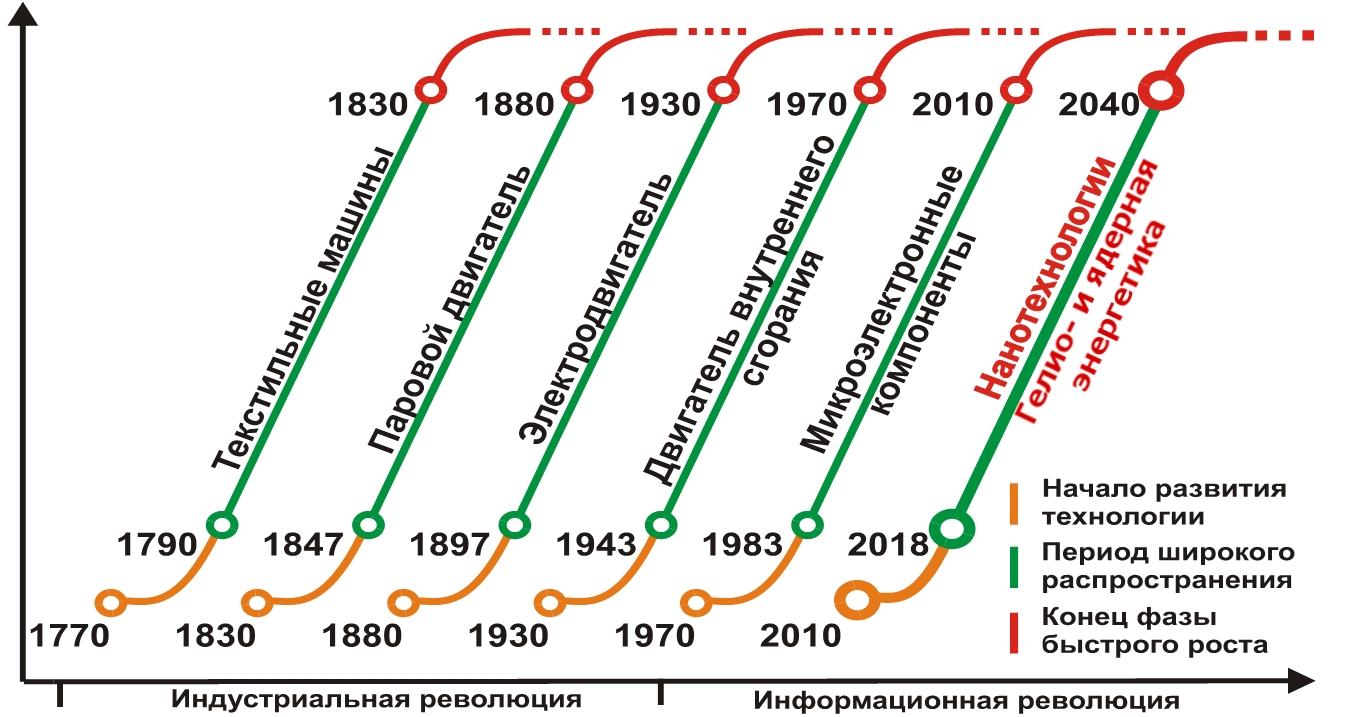 1830
1880
1930
1970
2010
2040
Текстильные машины
Паровой двигатель
Электродвигатель
Двигатель внутреннего
сгорания
Микроэлектронные
компоненты
Нанотехнологии
Гелио- и ядерная
энергетика
1790
1847
1897
1943
1983
2018
1770
1830
1880
1930
1970
2010
Начало развития
технологии
Период широкого
распространения
Конец фазы
быстрого роста
Индустриальная революция
Информационная революция